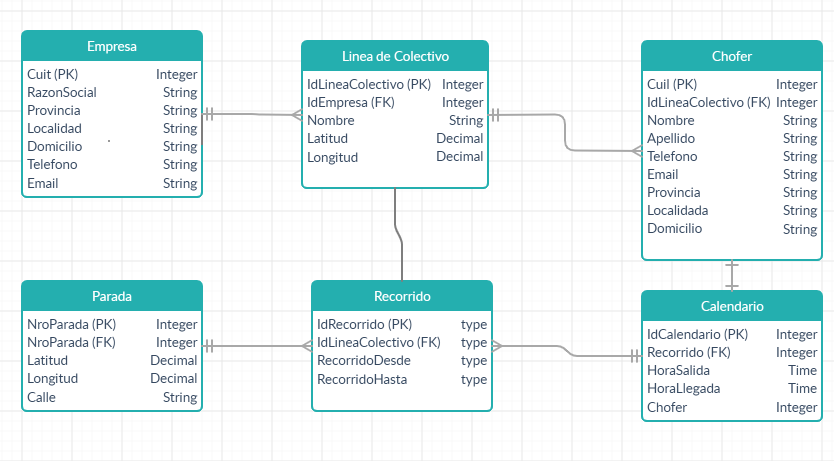 Empresa
Cuit (PK) Integer
RazonSocial String
Provincia String
Localidad String
Domicilio String
Telefono String
Email String
Linea de Colectivo
IdLineaColectivo (PK) Integer
IdEmpresa (FK) Integer
Nombre String
Latitud Decimal
Longitud Decimal
Chofer
Cuil (PK) Integer
IdLineaColectivo (FK) Integer
Nombre String
Apellido String
Telefono String
Email String
Provincia String
Localidada String
Domicilio String
Parada
NroParada (PK) Integer
NroParada (FK) Integer
Latitud Decimal
Longitud Decimal
Calle String
Recorrido
IdRecorrido (PK) type
IdLineaColectivo (FK) type
RecorridoDesde type
RecorridoHasta type
Calendario
IdCalendario (PK) Integer
Recorrido (FK) Integer
HoraSalida Time
HoraLlegada Time
Chofer Integer